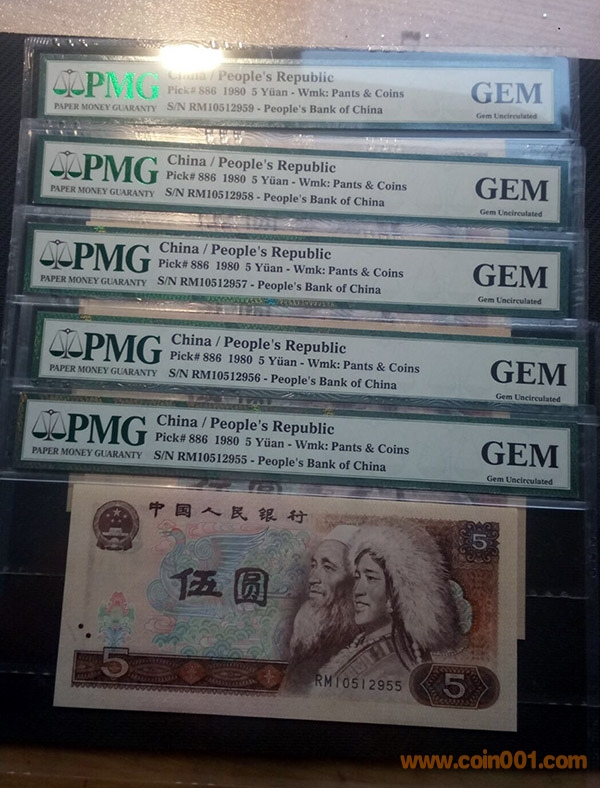 PMG
PAPER MONEY GUARANTY
China / People's Republic
Pick# 886 1980 5 Yüan - Wmk: Pants & Coins
S/N RM10512959 - People's Bank of China
GEM
Gem Uncirculated
PMG
PAPER MONEY GUARANTY
China / People's Republic
Pick# 886 1980 5 Yüan - Wmk: Pants & Coins
S/N RM10512958 - People's Bank of China
GEM
Gem Uncirculated
PMG
PAPER MONEY GUARANTY
China / People's Republic
Pick# 886 1980 5 Yüan - Wmk: Pants & Coins
S/N RM10512957 - People's Bank of China
GEM
Gem Uncirculated
PMG
PAPER MONEY GUARANTY
China / People's Republic
Pick# 886 1980 5 Yüan - Wmk: Pants & Coins
S/N RM10512956 - People's Bank of China
GEM
Gem Uncirculated
PMG
PAPER MONEY GUARANTY
China / People's Republic
Pick# 886 1980 5 Yüan - Wmk: Pants & Coins
S/N RM10512955 - People's Bank of China
GEM
Gem Uncirculated
中国人民银行
5
伍圆
5
RM10512955
5
www.coin001.com